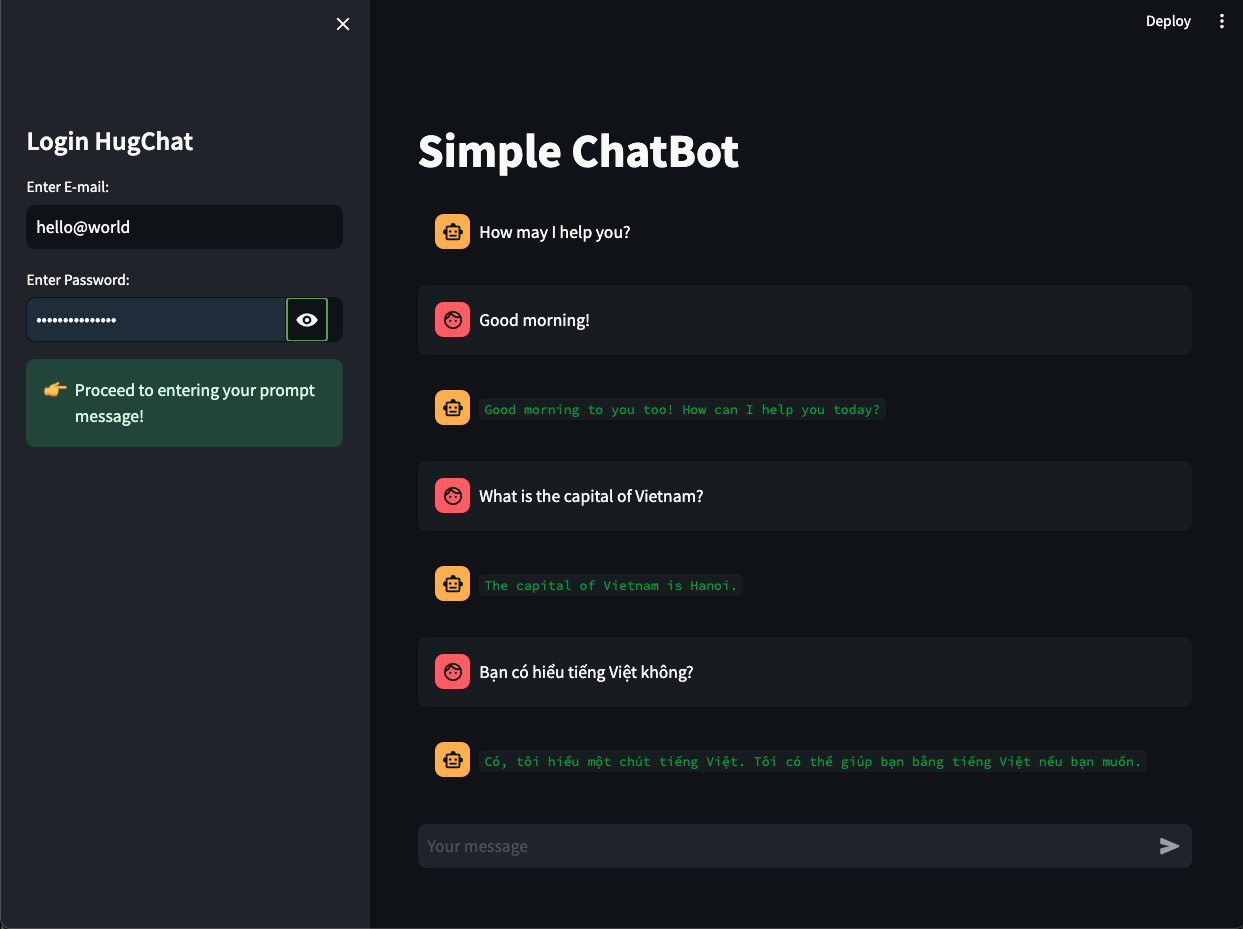 Deploy
Login HugChat
Enter E-mail:
hello@world
Enter Password:
•••••••••••••••
👉 Proceed to entering your prompt
message!
Simple ChatBot
How may I help you?
Good morning!
Good morning to you too! How can I help you today?
What is the capital of Vietnam?
The capital of Vietnam is Hanoi.
Bạn có hiểu tiếng Việt không?
Có, tôi hiểu một chút tiếng Việt. Tôi có thể giúp bạn bằng tiếng Việt nếu bạn muốn.
Your message